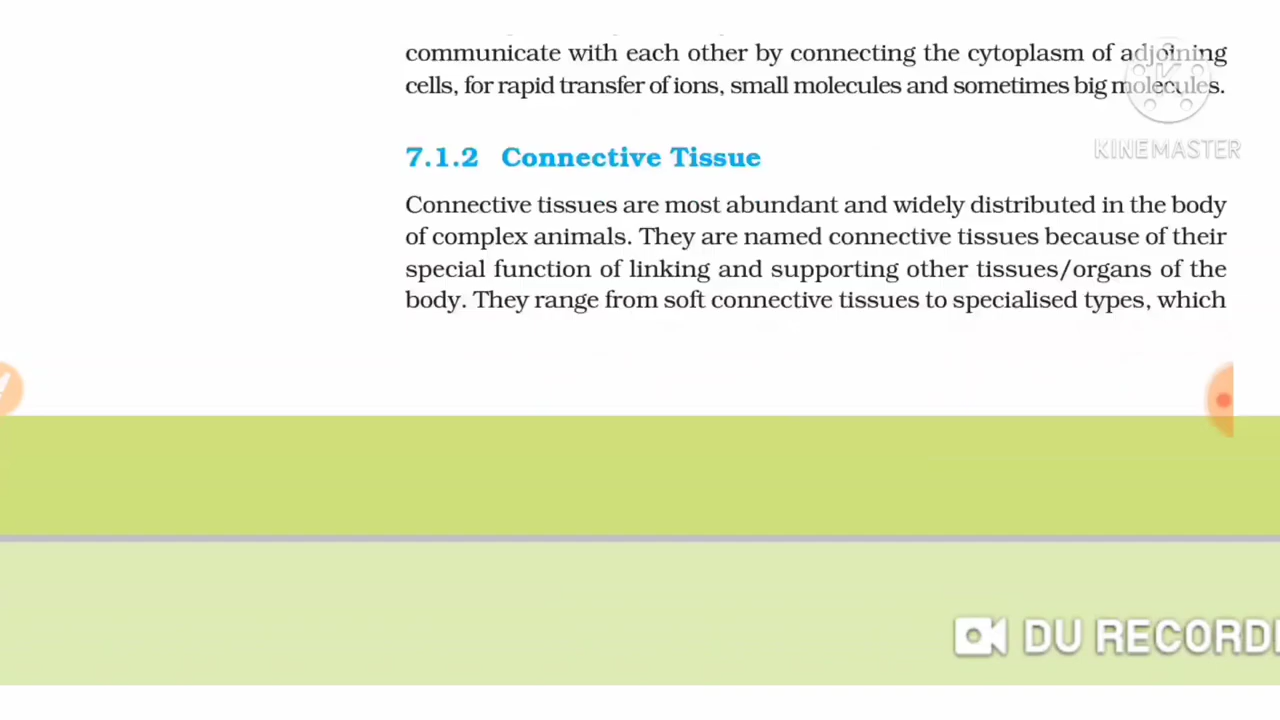 communicate with each other by connecting the cytoplasm of adjoining
cells, for rapid transfer of ions, small molecules and sometimes big molecules.
KINEMASTER
7.1.2 Connective Tissue
Connective tissues are most abundant and widely distributed in the body
of complex animals. They are named connective tissues because of their
special function of linking and supporting other tissues/organs of the
body. They range from soft connective tissues to specialised types, which
DU RECORDE